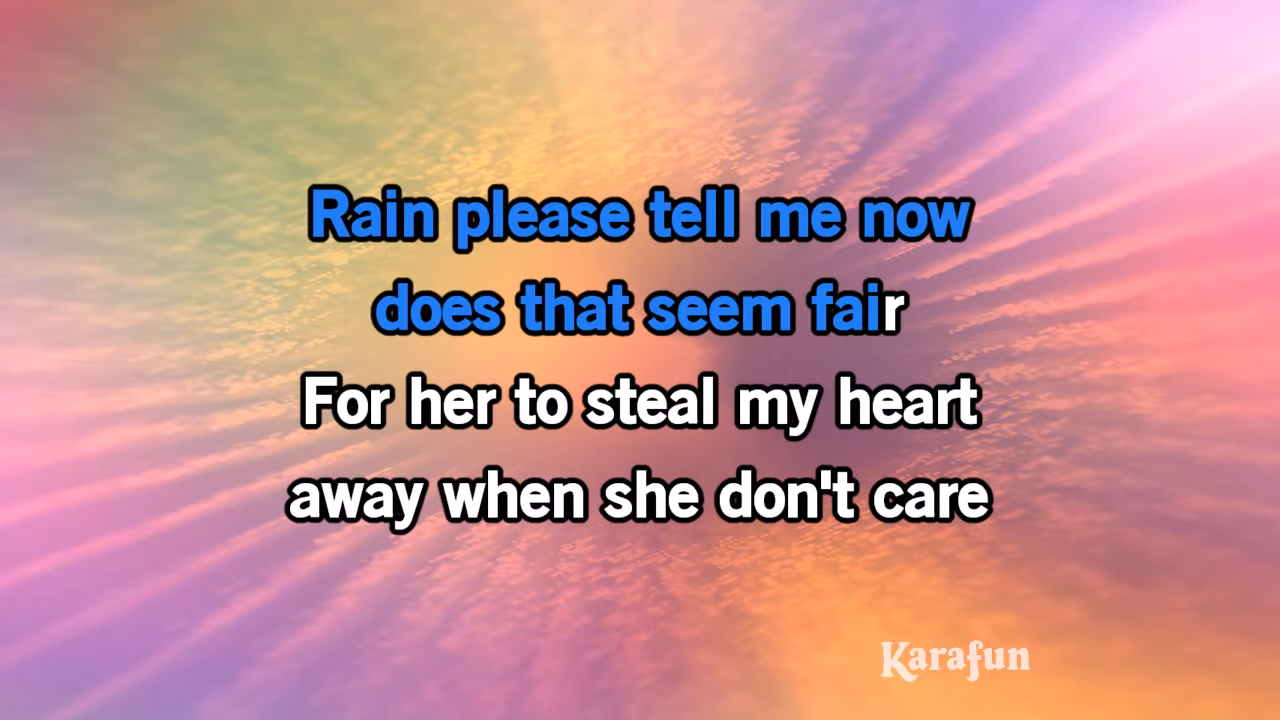 Rain please tell me now
does that seem fair
For her to steal my heart
away when she don't care
Karafun